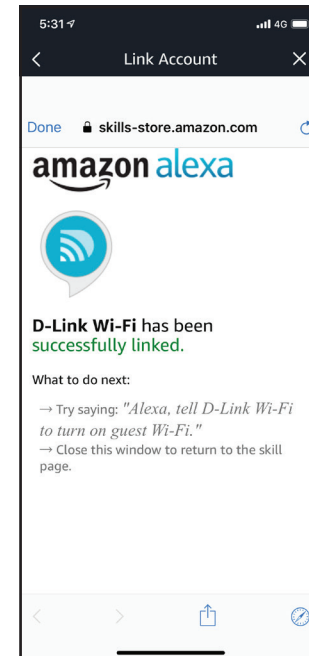 5:31
4G
Link Account
Done
skills-store.amazon.com
amazon alexa
D-Link Wi-Fi has been
successfully linked.
What to do next:
→ Try saying: "Alexa, tell D-Link Wi-Fi
to turn on guest Wi-Fi."
→ Close this window to return to the skill
page.